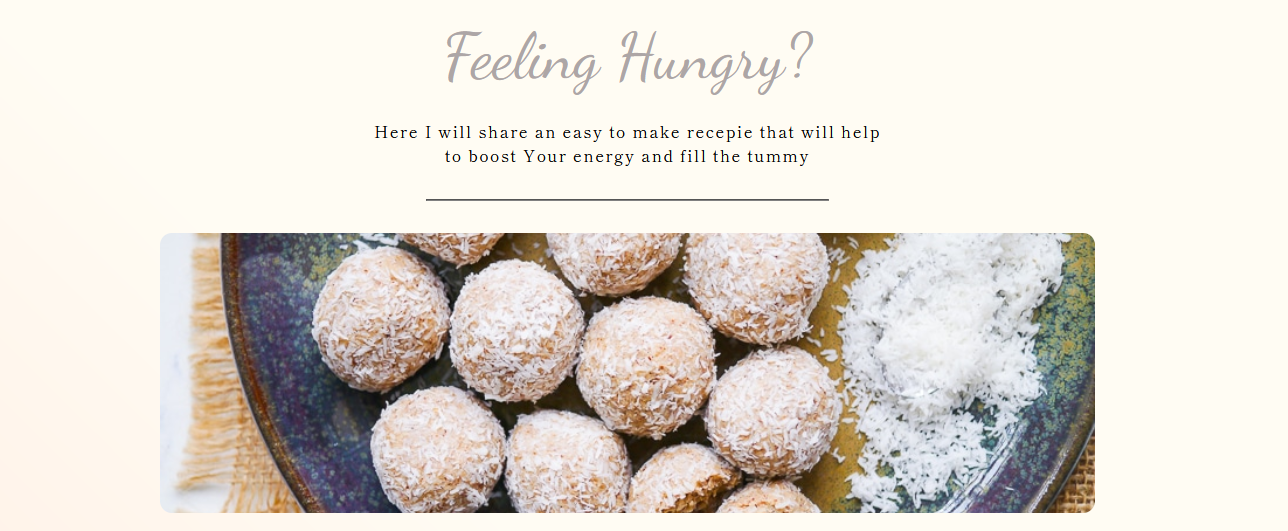 Feeling Hungry?
Here I will share an easy to make recepie that will help
to boost Your energy and fill the tummy